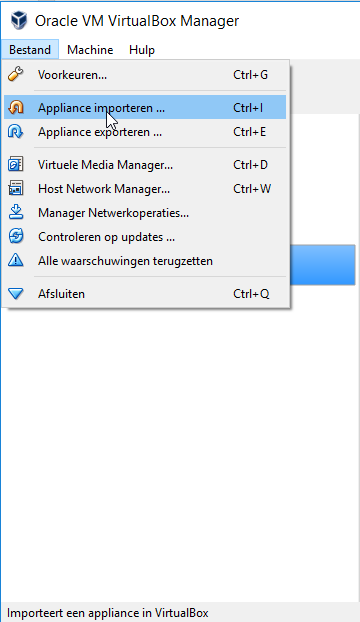 Oracle VM VirtualBox Manager
Bestand Machine Hulp
Voorkeuren... Ctrl+G
Appliance importeren ... Ctrl+I
Appliance exporteren ... Ctrl+E
Virtuele Media Manager... Ctrl+D
Host Network Manager... Ctrl+W
Manager Netwerkoperaties...
Controleren op updates ...
Alle waarschuwingen terugzetten
Afsluiten Ctrl+Q
Importeert een appliance in VirtualBox